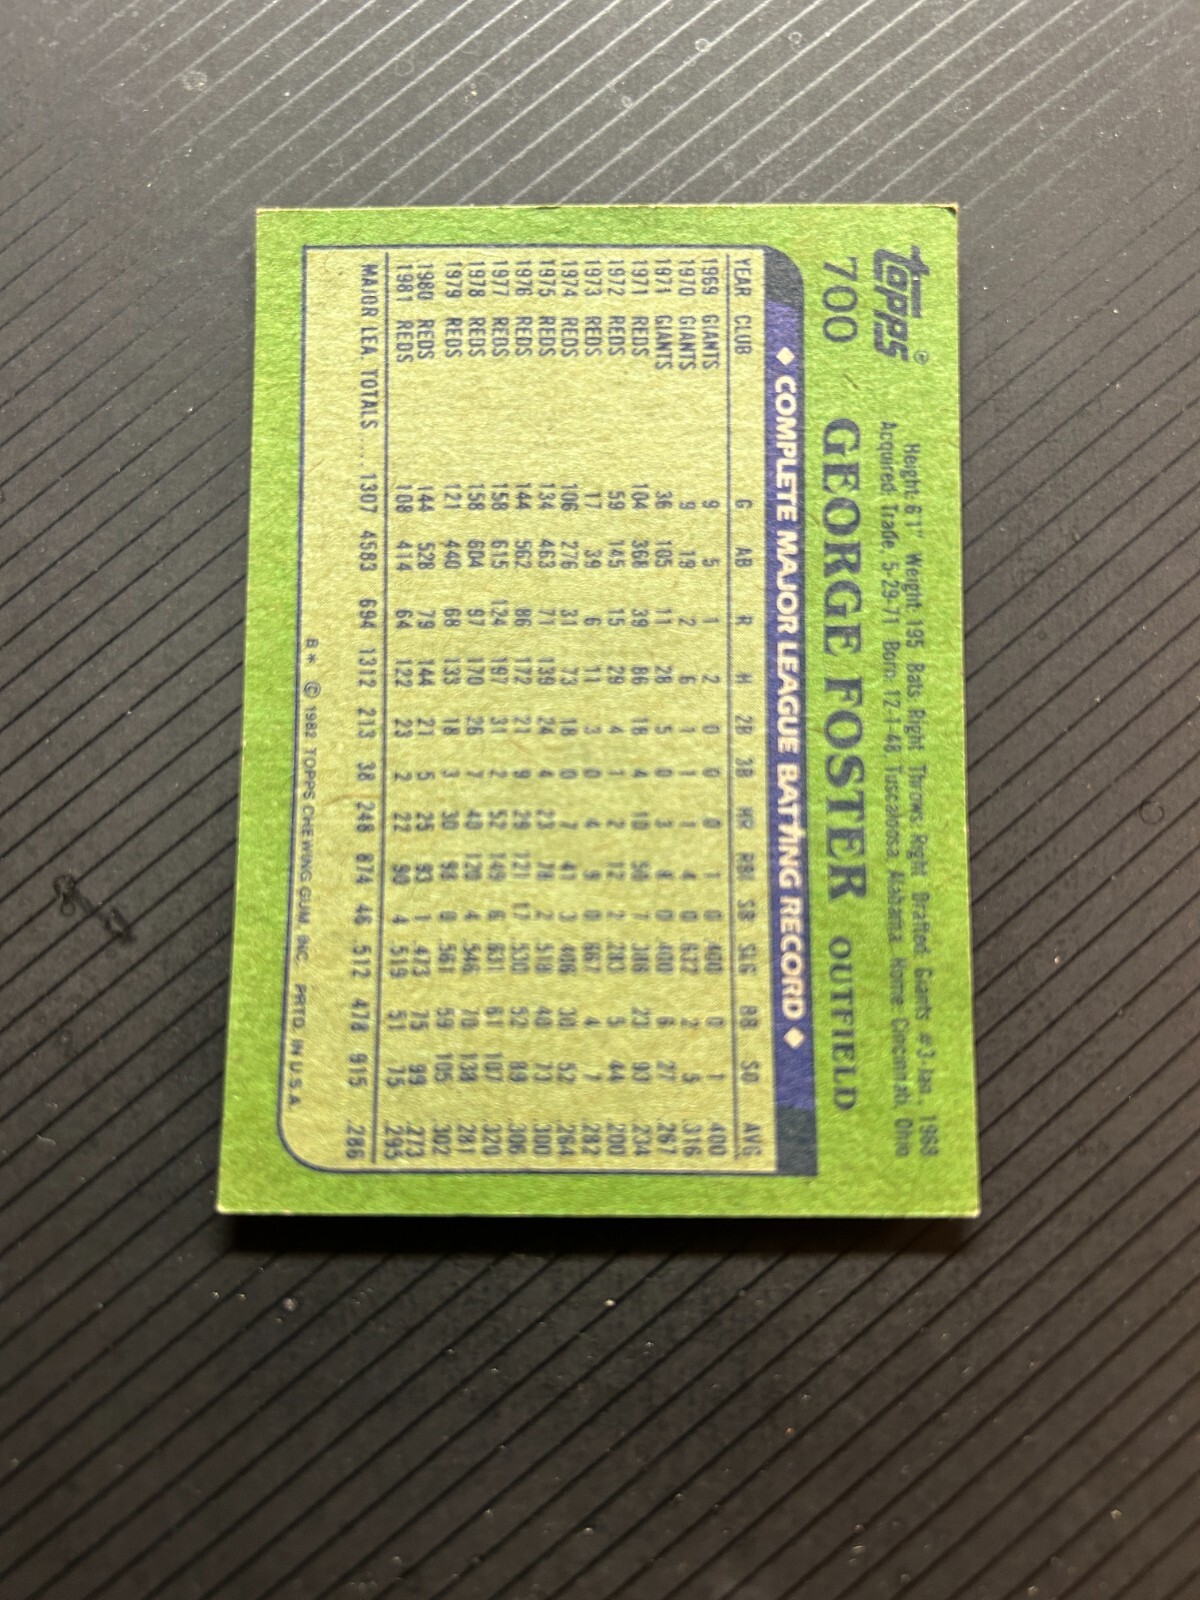 topps®
700 GEORGE FOSTER OUTFIELD
Height: 6'1" Weight: 195 Bats: Right Throws: Right Drafted: Giants #3-Jan., 1968
Acquired: Trade, 5-29-71 Born: 12-1-48, Tuscaloosa, Alabama Home: Cincinnati, Ohio
◆ COMPLETE MAJOR LEAGUE BATTING RECORD ◆
YEAR CLUB G AB R H 2B 3B HR RBI SB SLG BB SO AVG
1969 GIANTS 9 5 1 2 0 0 0 1 0 .400 0 1 .400
1970 GIANTS 9 19 2 6 1 1 1 4 0 .632 2 5 .316
1971 GIANTS 36 105 11 28 5 0 3 8 0 .400 6 27 .267
1971 REDS 104 368 39 86 18 4 10 50 7 .386 23 93 .234
1972 REDS 59 145 15 29 4 1 2 12 2 .283 5 44 .200
1973 REDS 17 39 6 11 3 0 4 9 0 .667 4 7 .282
1974 REDS 106 276 31 73 18 0 7 41 3 .406 30 52 .264
1975 REDS 134 463 71 139 24 4 23 78 2 .518 40 73 .300
1976 REDS 144 562 86 172 21 9 29 121 17 .530 52 89 .306
1977 REDS 158 615 124 197 31 2 52 149 6 .631 61 107 .320
1978 REDS 158 604 97 170 26 7 40 120 4 .546 70 138 .281
1979 REDS 121 440 68 133 18 3 30 98 0 .561 59 105 .302
1980 REDS 144 528 79 144 21 5 25 93 1 .473 75 99 .273
1981 REDS 108 414 64 122 23 2 22 90 4 .519 51 75 .295
MAJOR LEA. TOTALS ..... 1307 4583 694 1312 213 38 248 874 46 .512 478 915 .286
B* © 1982 TOPPS CHEWING GUM, INC. PRTD. IN U.S.A.